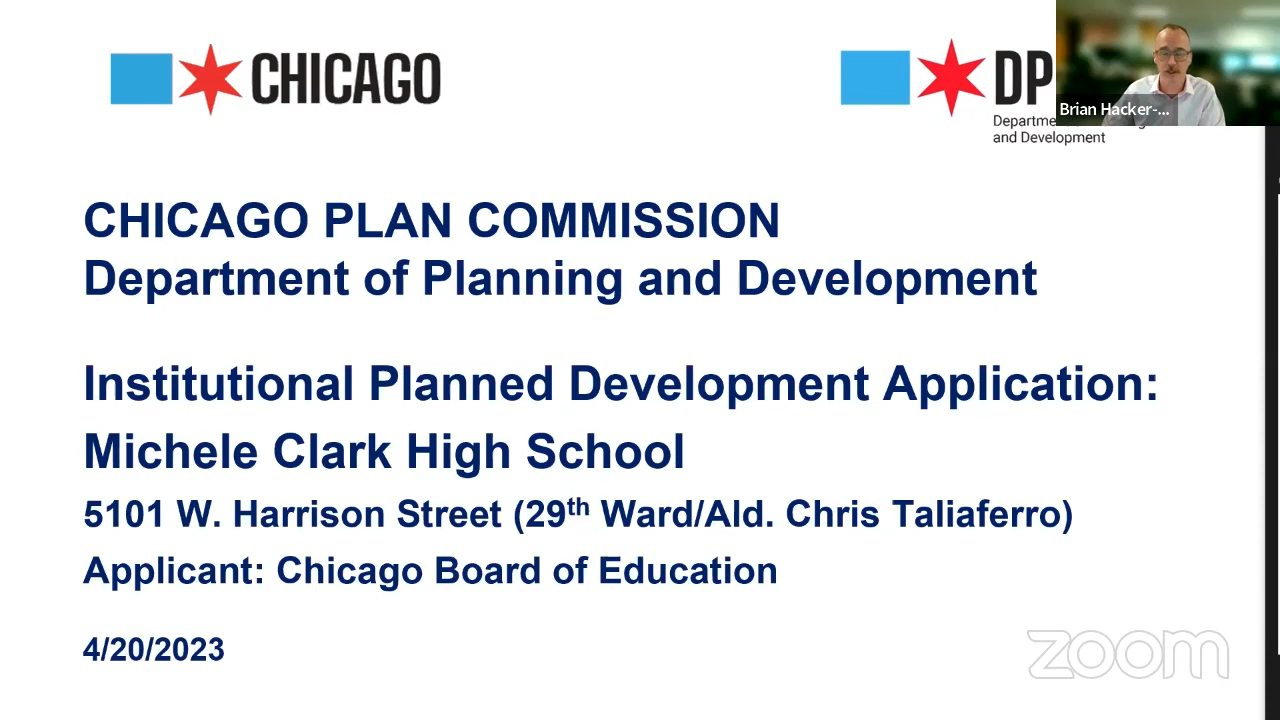 CHICAGO
DP
Brian Hacker-...
and Development
CHICAGO PLAN COMMISSION
Department of Planning and Development
Institutional Planned Development Application:
Michele Clark High School
5101 W. Harrison Street (29th Ward/Ald. Chris Taliaferro)
Applicant: Chicago Board of Education
4/20/2023
zoom